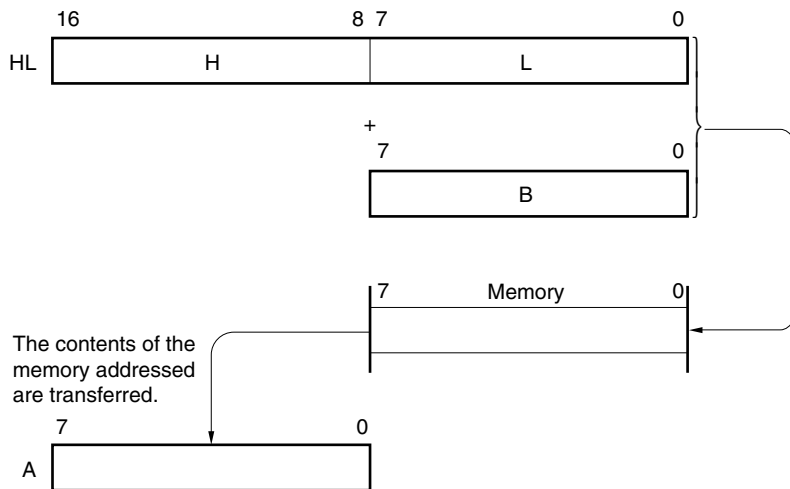 16 8 7 0
HL H L
+
7 0
B
7 Memory 0
The contents of the
memory addressed
are transferred.
7 0
A